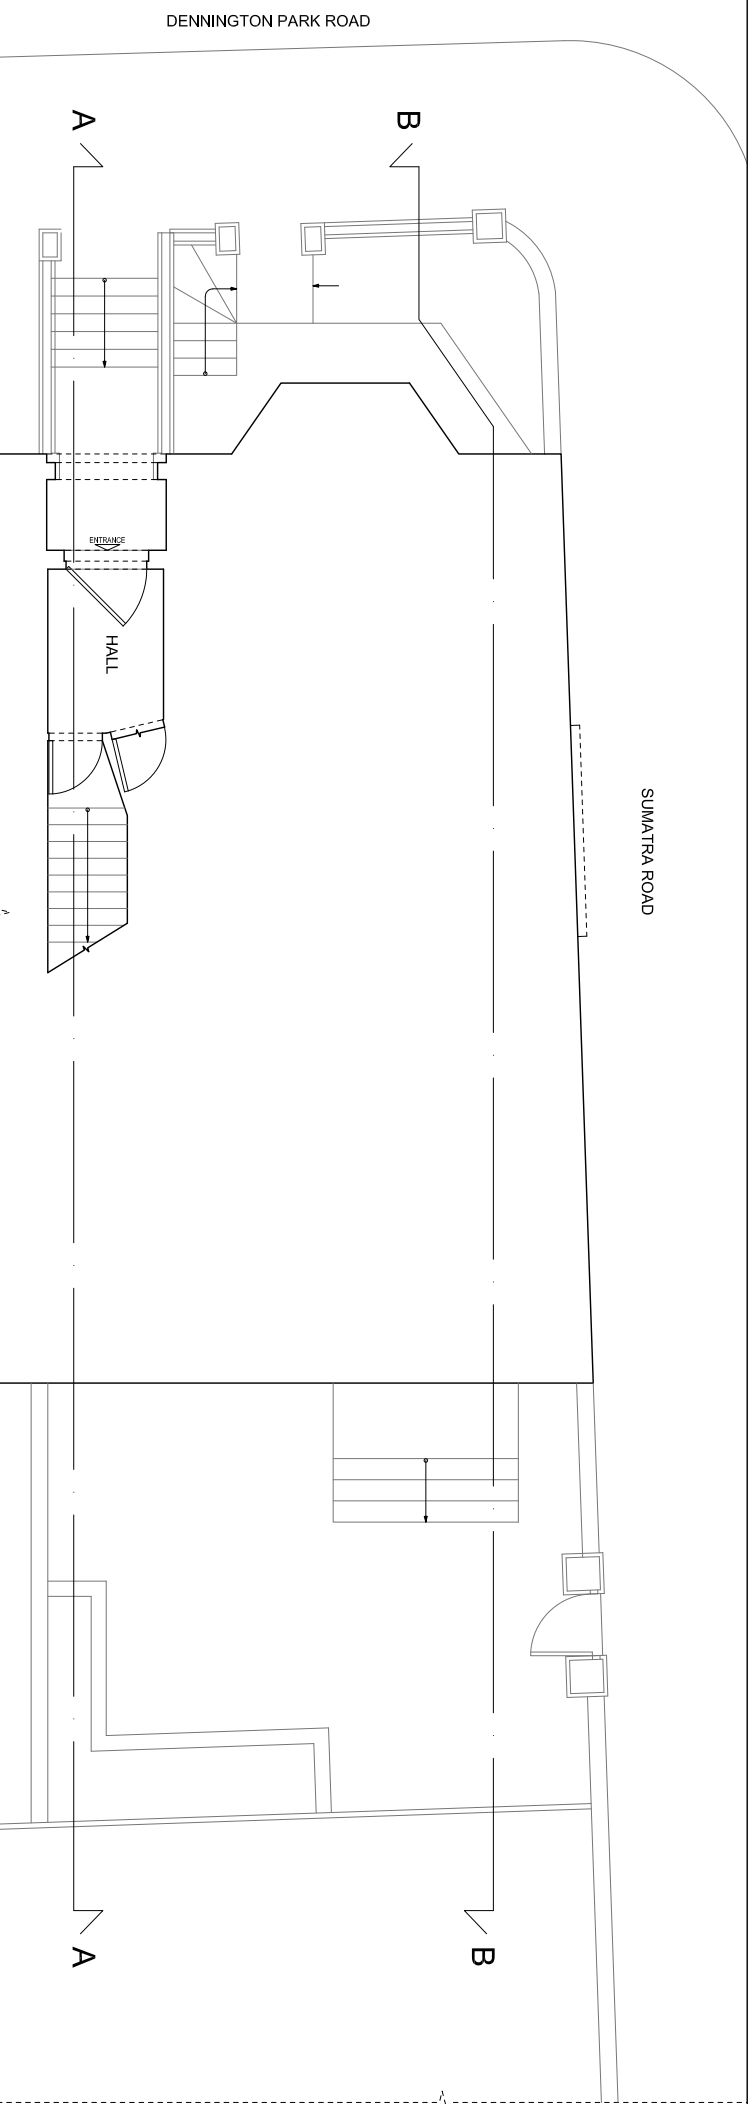 DENNINGTON PARK ROAD
A
B
ENTRANCE
HALL
SUMATRA ROAD
A
B